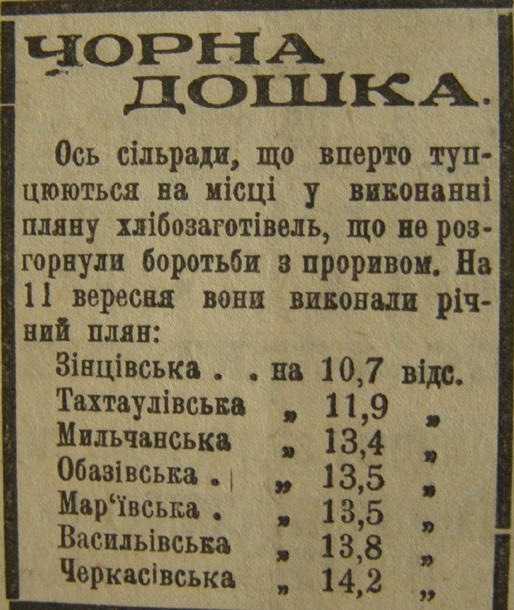 ЧОРНА
ДОШКА.
Ось сільради, що вперто туп-
цюються на місці у виконанні
пляну хлібозаготівель, що не роз-
горнули боротьби з проривом. На
11 вересня вони виконали річ-
ний плян:
Зінцівська . . на 10,7 відс.
Тахтаулівська „ 11,9 „
Мильчанська „ 13,4 „
Обазівська . „ 13,5 „
Мар‘ївська . „ 13,5 „
Васильівська „ 13,8 „
Черкасівська „ 14,2 „